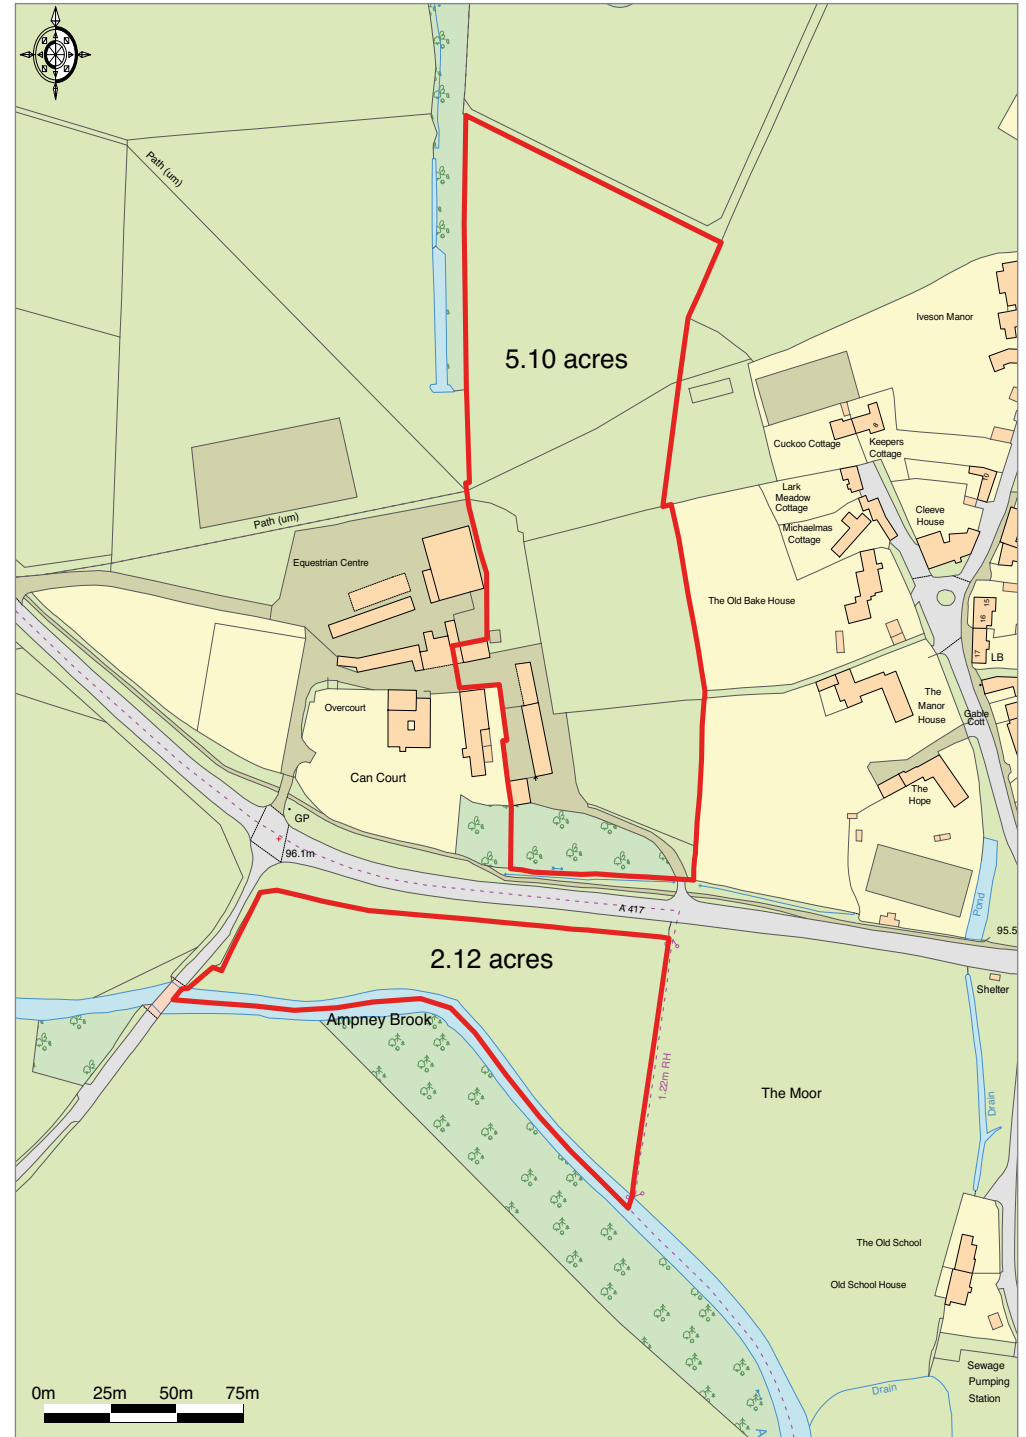 Path (um)
Iveson Manor
5.10 acres
8
Cuckoo Cottage
Keepers
Cottage
10
Lark
Meadow
Cottage
Michaelmas
Cottage
Cleeve
House
Path (um)
Equestrian Centre
The Old Bake House
15
16
17
LB
The
Manor
House
Gable
Cott
Overcourt
Can Court
The
Hope
GP
96.1m
A 417
Pond
95.5
2.12 acres
Shelter
Ampney Brook
1.22m RH
The Moor
Drain
The Old School
Old School House
Sewage
Pumping
Station
Drain
0m 25m 50m 75m